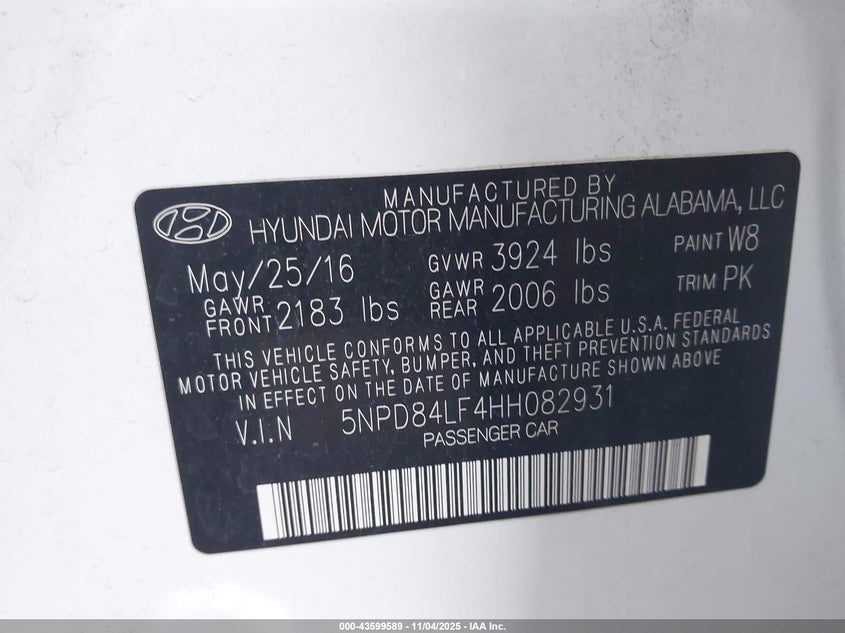 MANUFACTURED BY
HYUNDAI MOTOR MANUFACTURING ALABAMA, LLC
May/25/16 GVWR 3924 lbs PAINT W8
GAWR FRONT 2183 lbs GAWR REAR 2006 lbs TRIM PK
THIS VEHICLE CONFORMS TO ALL APPLICABLE U.S.A. FEDERAL
MOTOR VEHICLE SAFETY, BUMPER, AND THEFT PREVENTION STANDARDS
IN EFFECT ON THE DATE OF MANUFACTURE SHOWN ABOVE
V.I.N 5NPD84LF4HH082931
PASSENGER CAR
000-43599589 - 11/04/2025 - IAA Inc.